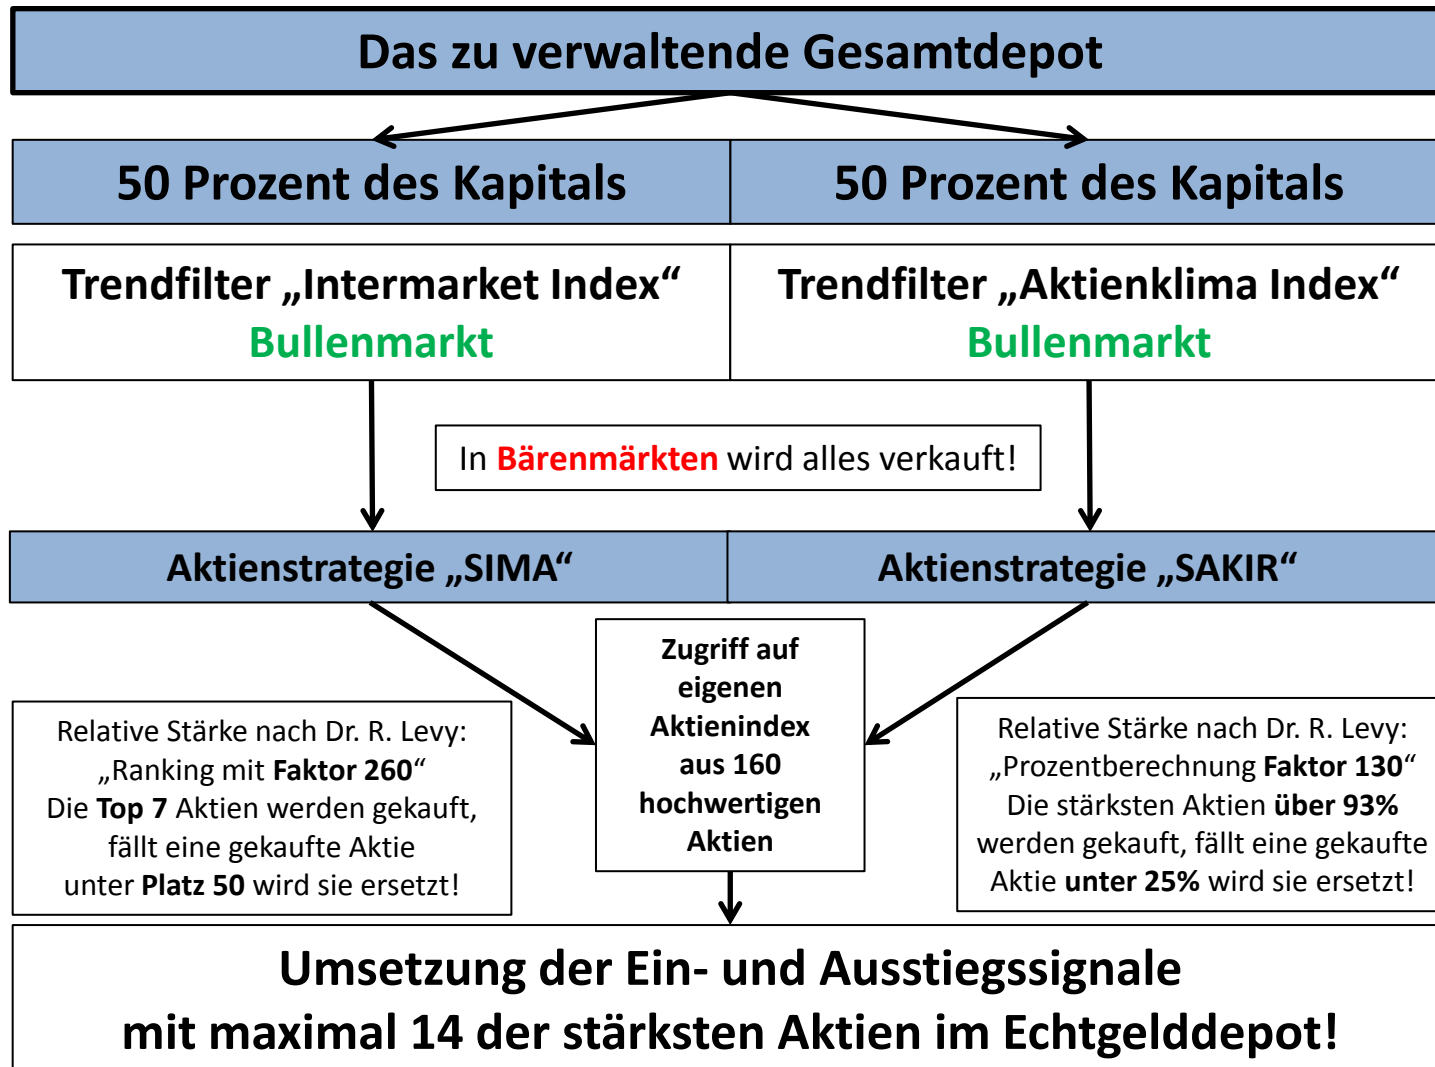 Das zu verwaltende Gesamtdepot
50 Prozent des Kapitals
50 Prozent des Kapitals
Trendfilter „Intermarket Index“
Bullenmarkt
Trendfilter „Aktienklima Index“
Bullenmarkt
In Bärenmärkten wird alles verkauft!
Aktienstrategie „SIMA“
Aktienstrategie „SAKIR“
Zugriff auf
eigenen
Aktienindex
aus 160
hochwertigen
Aktien
Relative Stärke nach Dr. R. Levy:
„Ranking mit Faktor 260“
Die Top 7 Aktien werden gekauft,
fällt eine gekaufte Aktie
unter Platz 50 wird sie ersetzt!
Relative Stärke nach Dr. R. Levy:
„Prozentberechnung Faktor 130“
Die stärksten Aktien über 93%
werden gekauft, fällt eine gekaufte
Aktie unter 25% wird sie ersetzt!
Umsetzung der Ein- und Ausstiegssignale
mit maximal 14 der stärksten Aktien im Echtgelddepot!